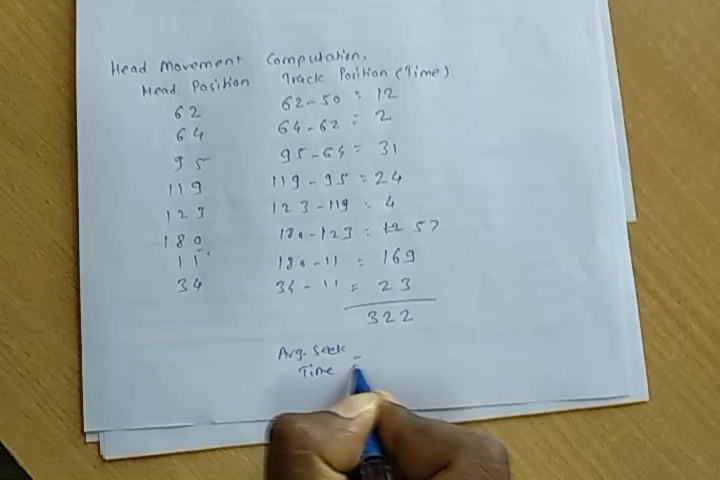 Head Movement Computation.
Head Position Track Position (Time)
62 62-50 = 12
64 64-62 = 2
95 95-64 = 31
119 119-95 = 24
123 123-119 = 4
180 180-123 = 57
11 180-11 = 169
34 34-11 = 23
322
Avg. Seek
Time =